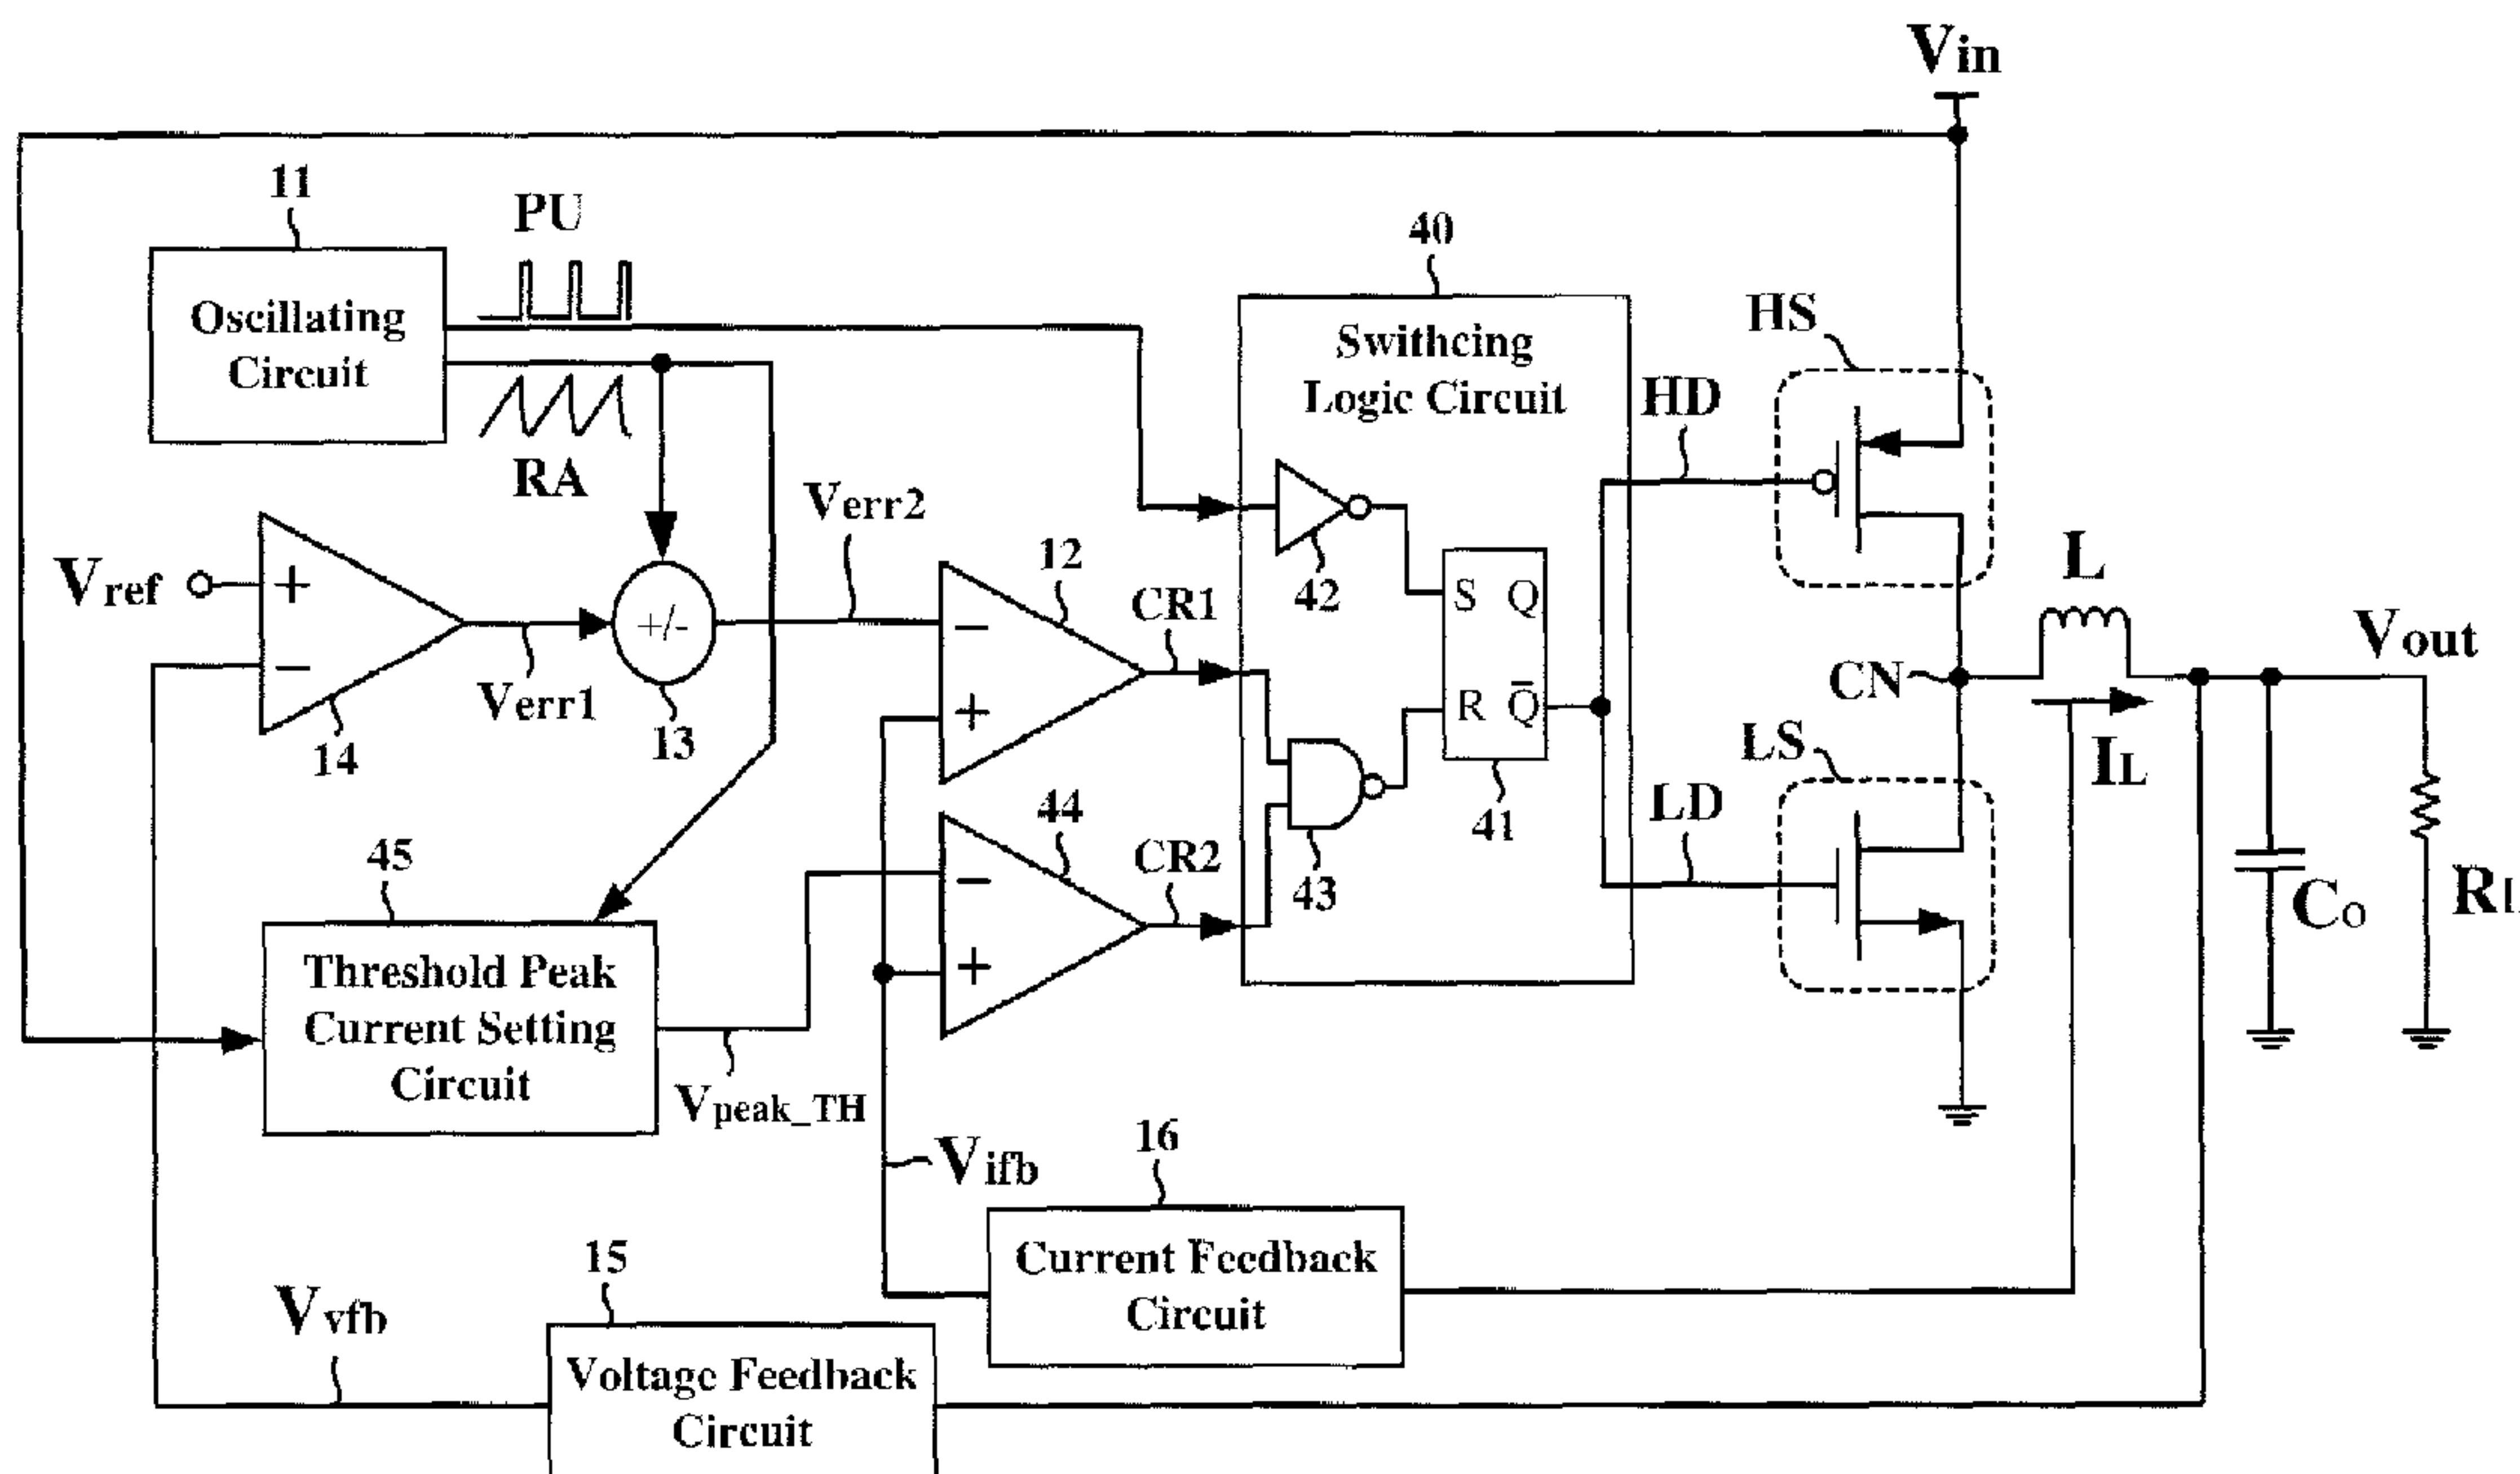 Vin
11
PU
Oscillating
Circuit
RA
40
Swithcing
Logic Circuit
HS
HD
Vref
+
−
14
Verr1
+/-
13
Verr2
12
−
+
CR1
42
S Q
R Q̄
41
43
44
−
+
CR2
LD
LS
CN
L
IL
Vout
Co
45
Threshold Peak
Current Setting
Circuit
Vpeak_TH
Vifb
16
Current Feedback
Circuit
15
Voltage Feedback
Circuit
Vvfb